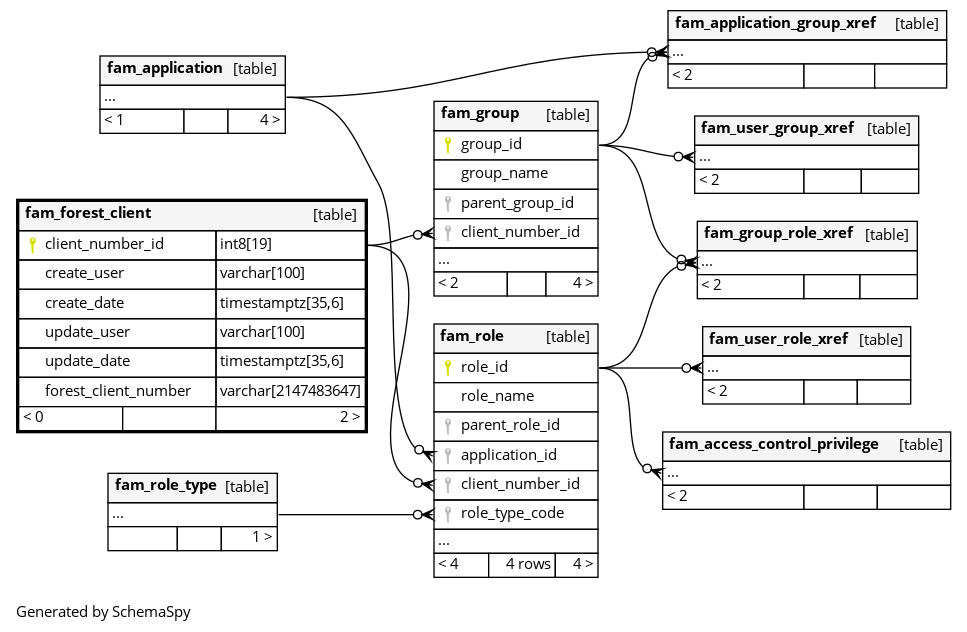 fam_application [table]
...
< 1 4 >
fam_forest_client [table]
client_number_id int8[19]
create_user varchar[100]
create_date timestamptz[35,6]
update_user varchar[100]
update_date timestamptz[35,6]
forest_client_number varchar[2147483647]
< 0 2 >
fam_role_type [table]
...
1 >
fam_group [table]
group_id
group_name
parent_group_id
client_number_id
...
< 2 4 >
fam_role [table]
role_id
role_name
parent_role_id
application_id
client_number_id
role_type_code
...
< 4 4 rows 4 >
fam_application_group_xref [table]
...
< 2
fam_user_group_xref [table]
...
< 2
fam_group_role_xref [table]
...
< 2
fam_user_role_xref [table]
...
< 2
fam_access_control_privilege [table]
...
< 2
Generated by SchemaSpy